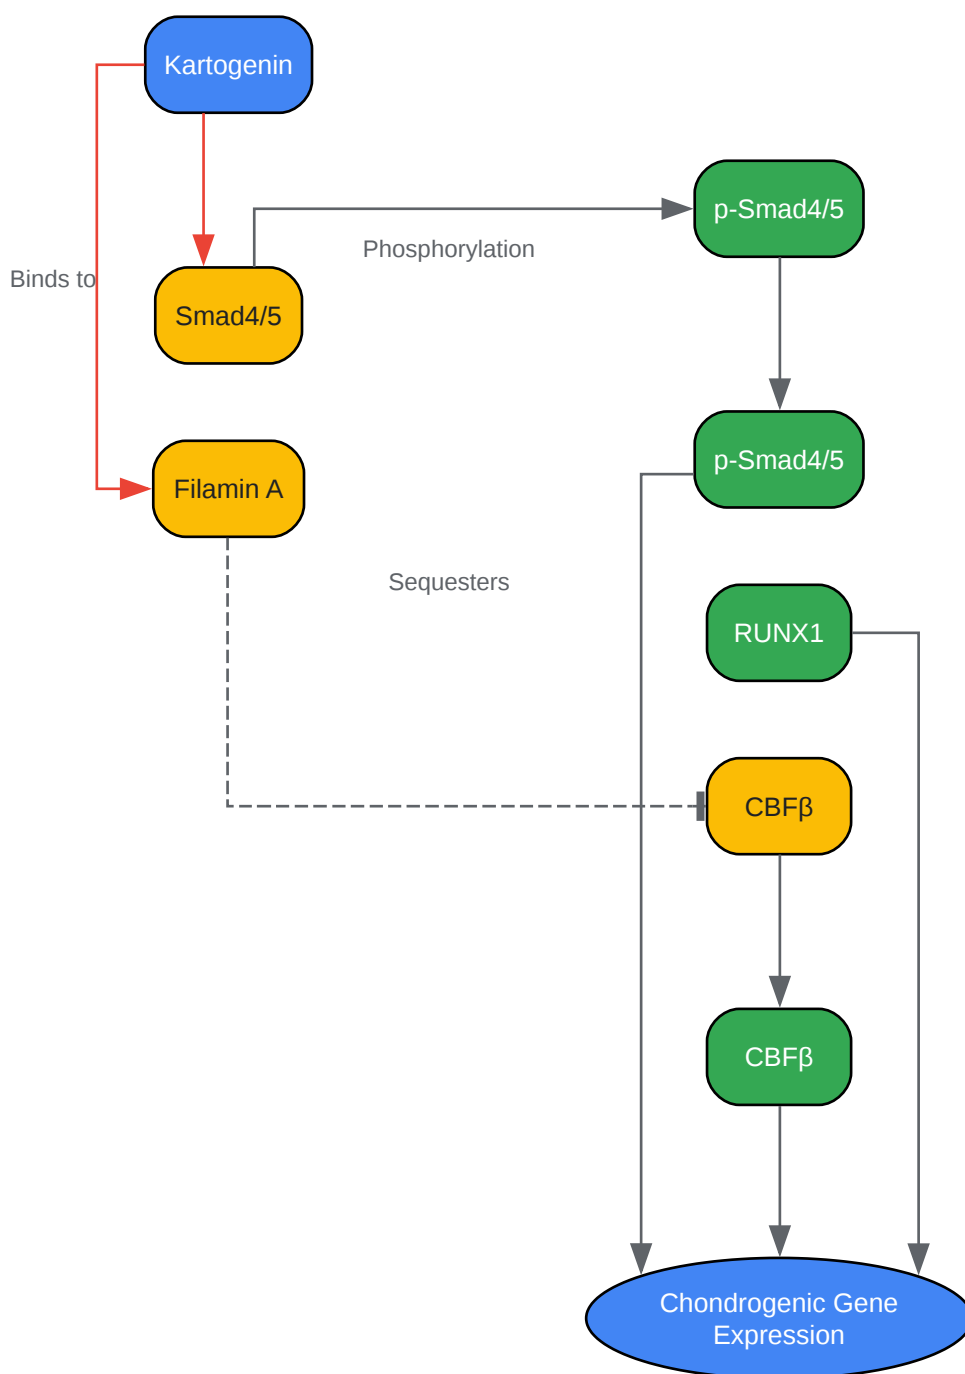 Kartogenin
p-Smad4/5
Phosphorylation
Binds to
Smad4/5
p-Smad4/5
Filamin A
Sequesters
RUNX1
CBFβ
CBFβ
Chondrogenic Gene
Expression